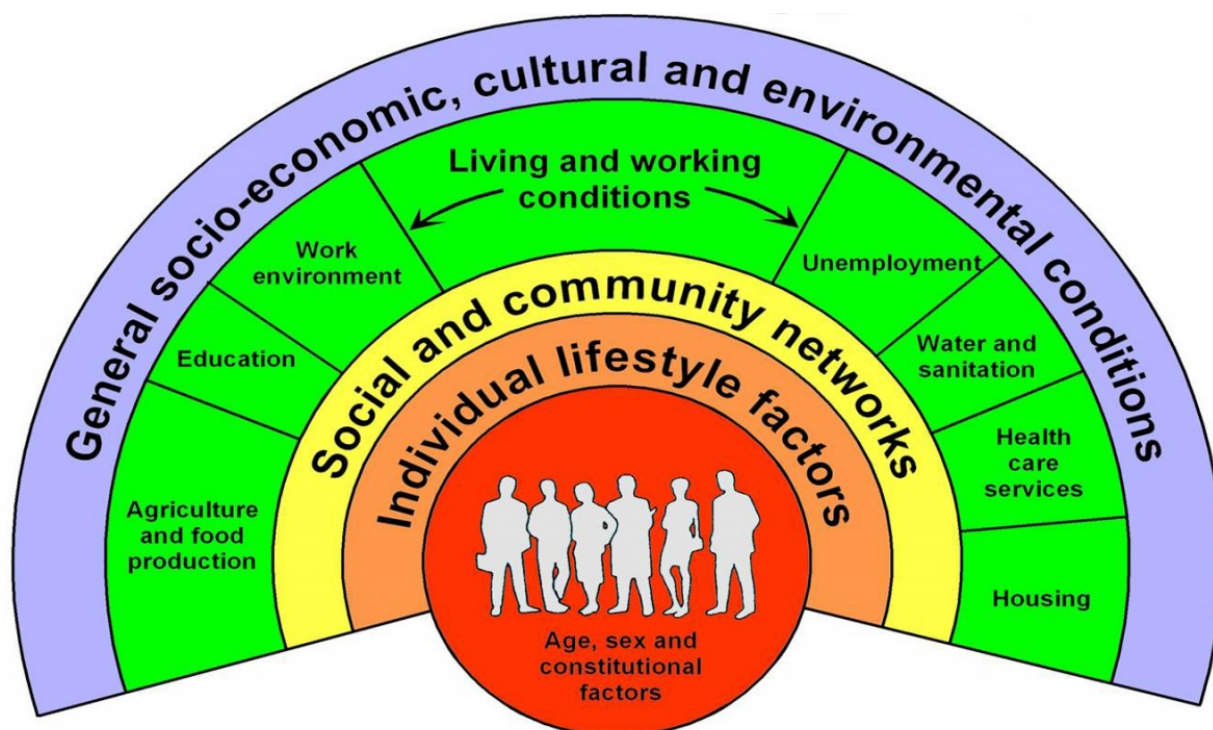 General socio-economic, cultural and environmental conditions
Living and working
conditions
Work
environment
Education
Agriculture
and food
production
Unemployment
Water and
sanitation
Health
care
services
Housing
Social and community networks
Individual lifestyle factors
Age, sex and
constitutional
factors